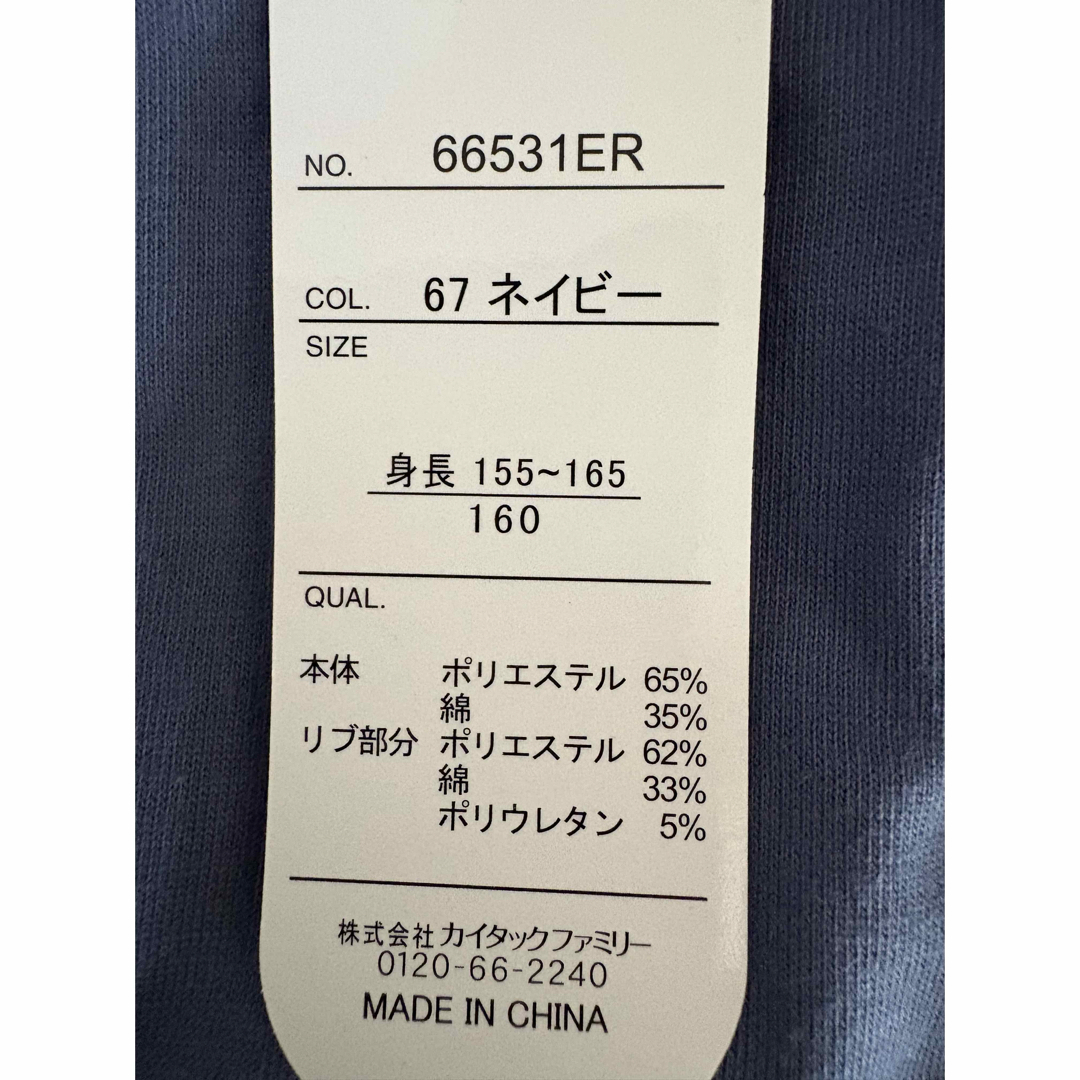 NO. 66531ER
COL. 67 ネイビー
SIZE
身長 155~165
160
QUAL.
本体 ポリエステル 65%
綿 35%
リブ部分 ポリエステル 62%
綿 33%
ポリウレタン 5%
株式会社カイタックファミリー
0120-66-2240
MADE IN CHINA